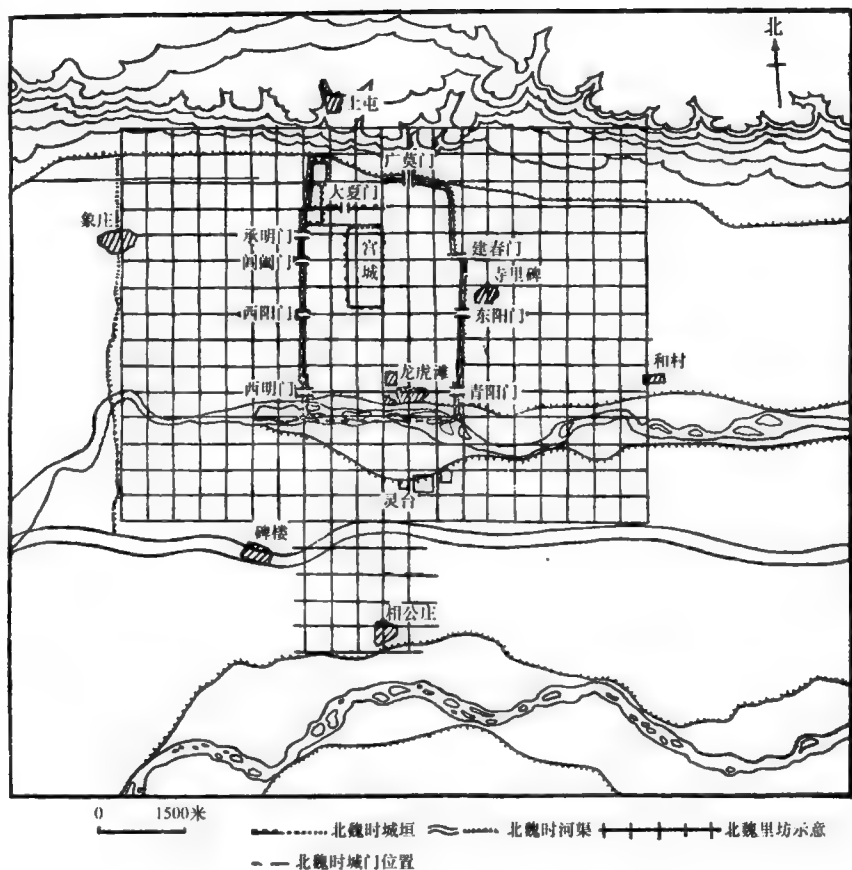 北
上屯
广莫门
大夏门
象庄
承明门
宫城
建春门
阊阖门
寺里碑
西阳门
东阳门
和村
龙虎滩
西明门
青阳门
灵台
碑楼
相公庄
0 1500米
北魏时城垣 北魏时河渠 北魏里坊示意
北魏时城门位置